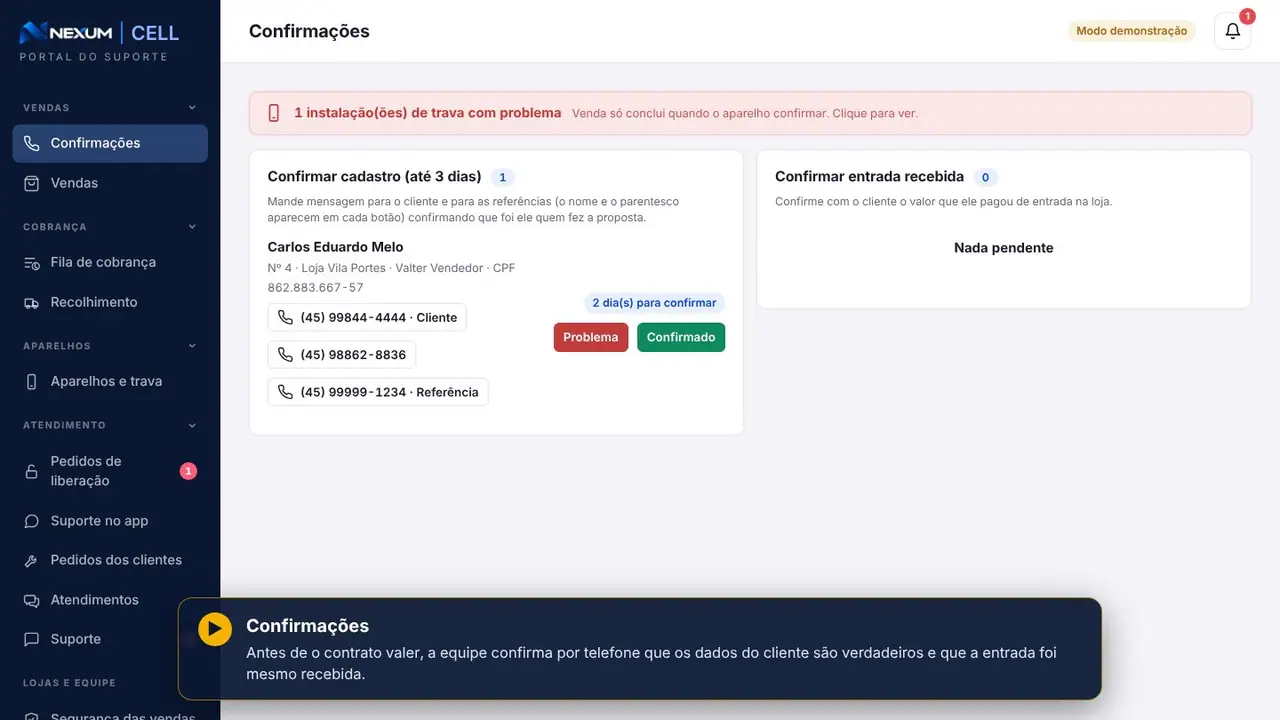 NEXUM | CELL
PORTAL DO SUPORTE
VENDAS
Confirmações
Vendas
COBRANÇA
Fila de cobrança
Recolhimento
APARELHOS
Aparelhos e trava
ATENDIMENTO
Pedidos de
liberação
1
Suporte no app
Pedidos dos clientes
Atendimentos
Suporte
LOJAS E EQUIPE
Segurança das vendas
Confirmações
Modo demonstração
1
1 instalação(ões) de trava com problema Venda só conclui quando o aparelho confirmar. Clique para ver.
Confirmar cadastro (até 3 dias) 1
Mande mensagem para o cliente e para as referências (o nome e o parentesco
aparecem em cada botão) confirmando que foi ele quem fez a proposta.
Carlos Eduardo Melo
Nº 4 · Loja Vila Portes · Valter Vendedor · CPF
862.883.667-57
(45) 99844-4444 · Cliente
(45) 98862-8836
(45) 99999-1234 · Referência
2 dia(s) para confirmar
Problema
Confirmado
Confirmar entrada recebida 0
Confirme com o cliente o valor que ele pagou de entrada na loja.
Nada pendente
Confirmações
Antes de o contrato valer, a equipe confirma por telefone que os dados do cliente são verdadeiros e que a entrada foi
mesmo recebida.